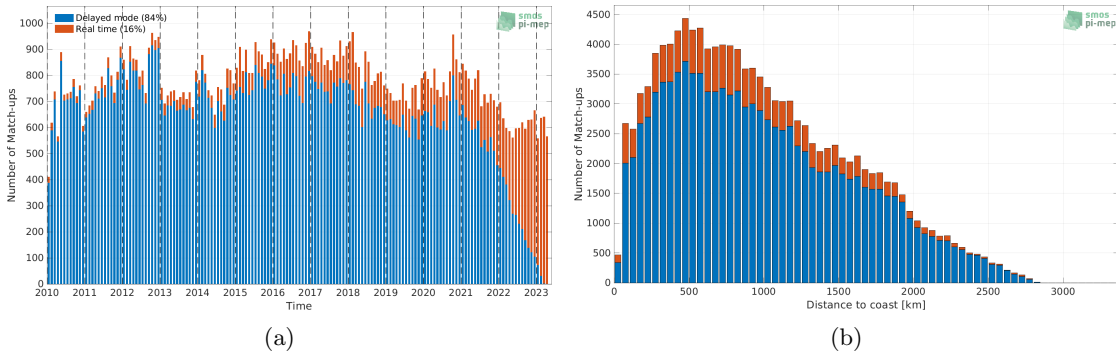 Delayed mode (84%)
Real time (16%)
smos
pi-mep
Number of Match-ups
1000
900
800
700
600
500
400
300
200
100
0
2010 2011 2012 2013 2014 2015 2016 2017 2018 2019 2020 2021 2022 2023
Time
(a)
smos
pi-mep
Number of Match-ups
4500
4000
3500
3000
2500
2000
1500
1000
500
0
0 500 1000 1500 2000 2500 3000
Distance to coast [km]
(b)